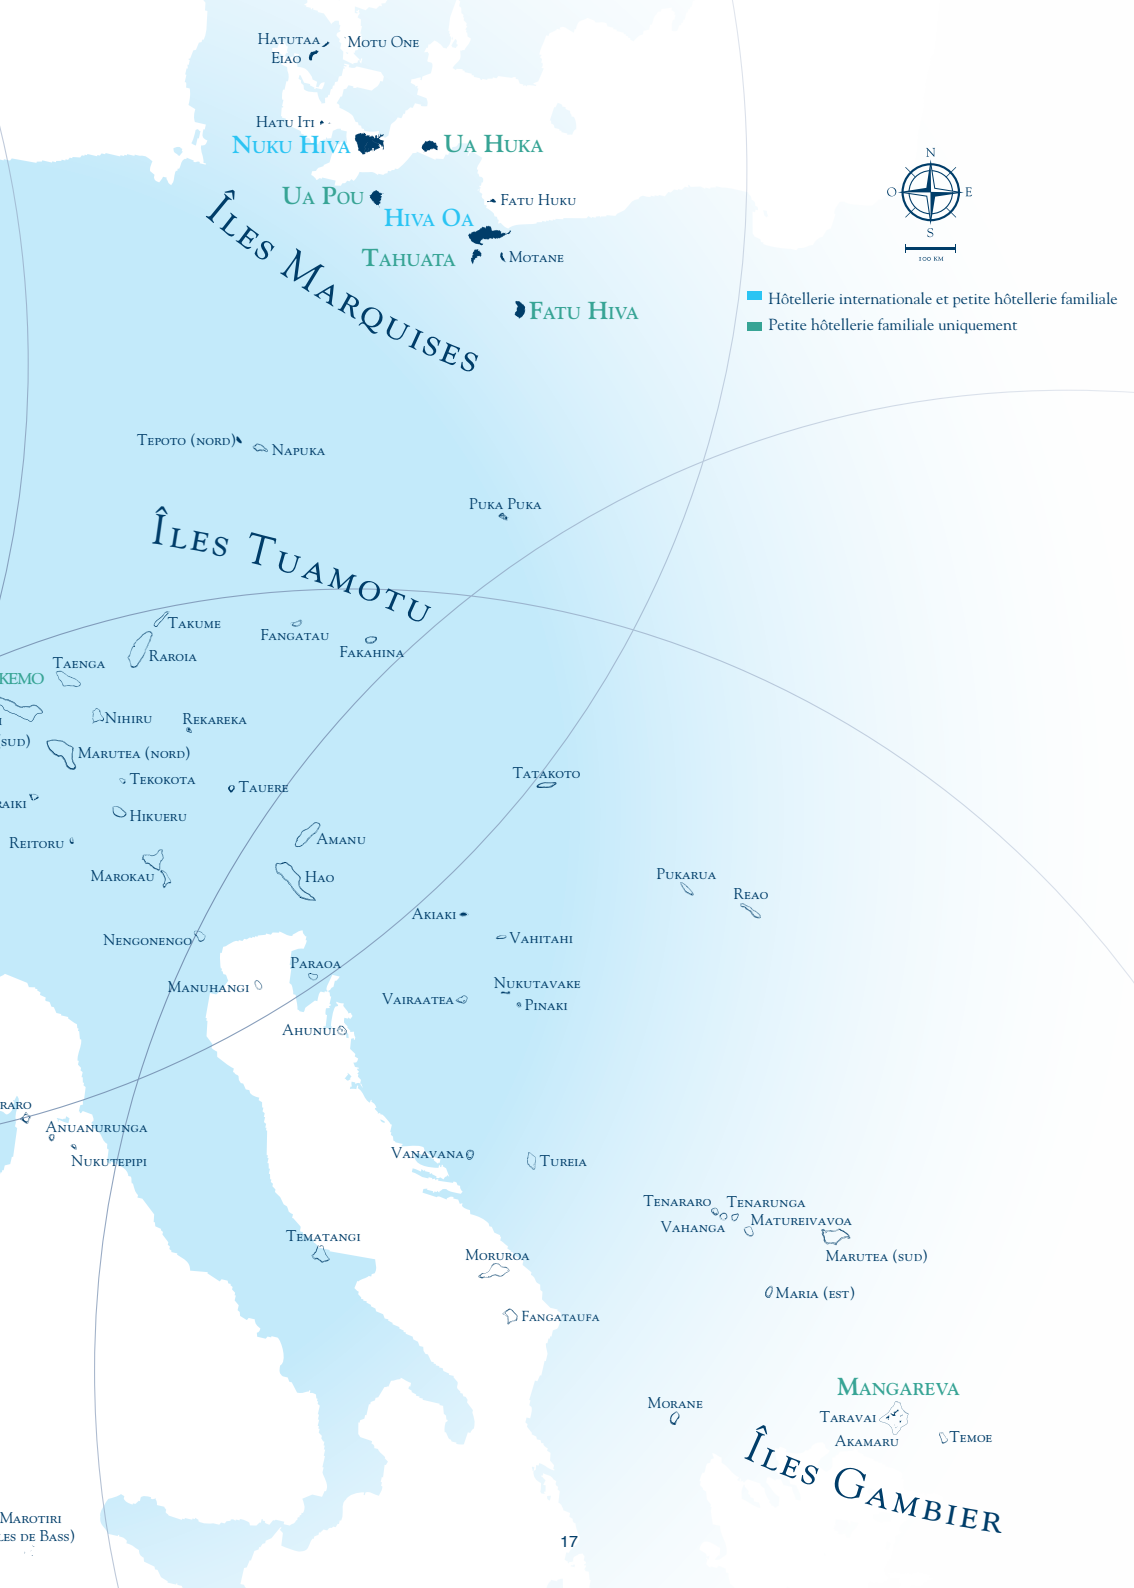 Hatutaa
Motu One
Eiao
Hatu Iti
Nuku Hiva
Ua Huka
Ua Pou
Fatu Huku
Hiva Oa
Tahuata
Motane
Fatu Hiva
Îles Marquises
N
O
E
S
100 km
Hôtellerie internationale et petite hôtellerie familiale
Petite hôtellerie familiale uniquement
Tepoto (nord)
Napuka
Puka Puka
Îles Tuamotu
Takume
Fangatau
Fakahina
Raroia
Taenga
kemo
Nihiru
Rekareka
i
sud)
Marutea (nord)
Tekokota
Tauere
Tatakoto
raiki
Hikueru
Reitoru
Amanu
Marokau
Hao
Pukarua
Reao
Akiaki
Vahitahi
Nengonengo
Paraoa
Manuhangi
Nukutavake
Vairaatea
Pinaki
Ahunui
raro
Anuanurunga
Nukutepipi
Vanavana
Tureia
Tenararo
Tenarunga
Vahanga
Matureivavoa
Tematangi
Moruroa
Marutea (sud)
Maria (est)
Fangataufa
Mangareva
Morane
Taravai
Akamaru
Temoe
Îles Gambier
Marotiri
les de Bass)
17